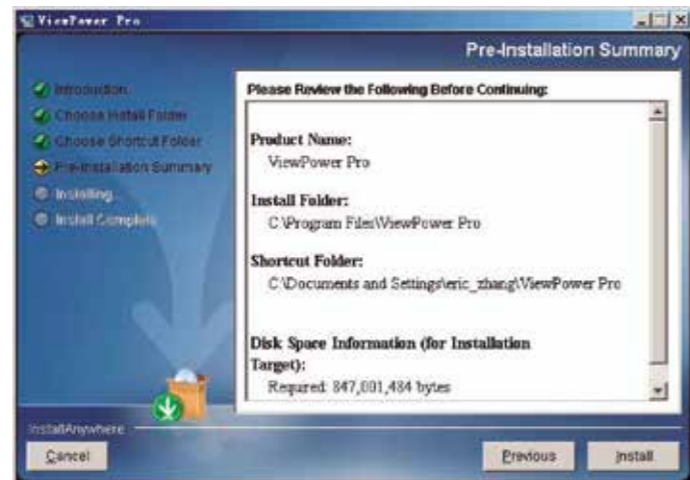 ViewPower Pro
Pre-Installation Summary
Introduction
Choose Install Folder
Choose Shortcut Folder
Pre-Installation Summary
Installing...
Install Complete
Please Review the Following Before Continuing:
Product Name:
ViewPower Pro
Install Folder:
C:\Program Files\ViewPower Pro
Shortcut Folder:
C:\Documents and Settings\eric_zhang\ViewPower Pro
Disk Space Information (for Installation
Target):
Required: 847,001,484 bytes
InstallAnywhere
Cancel
Previous
Install